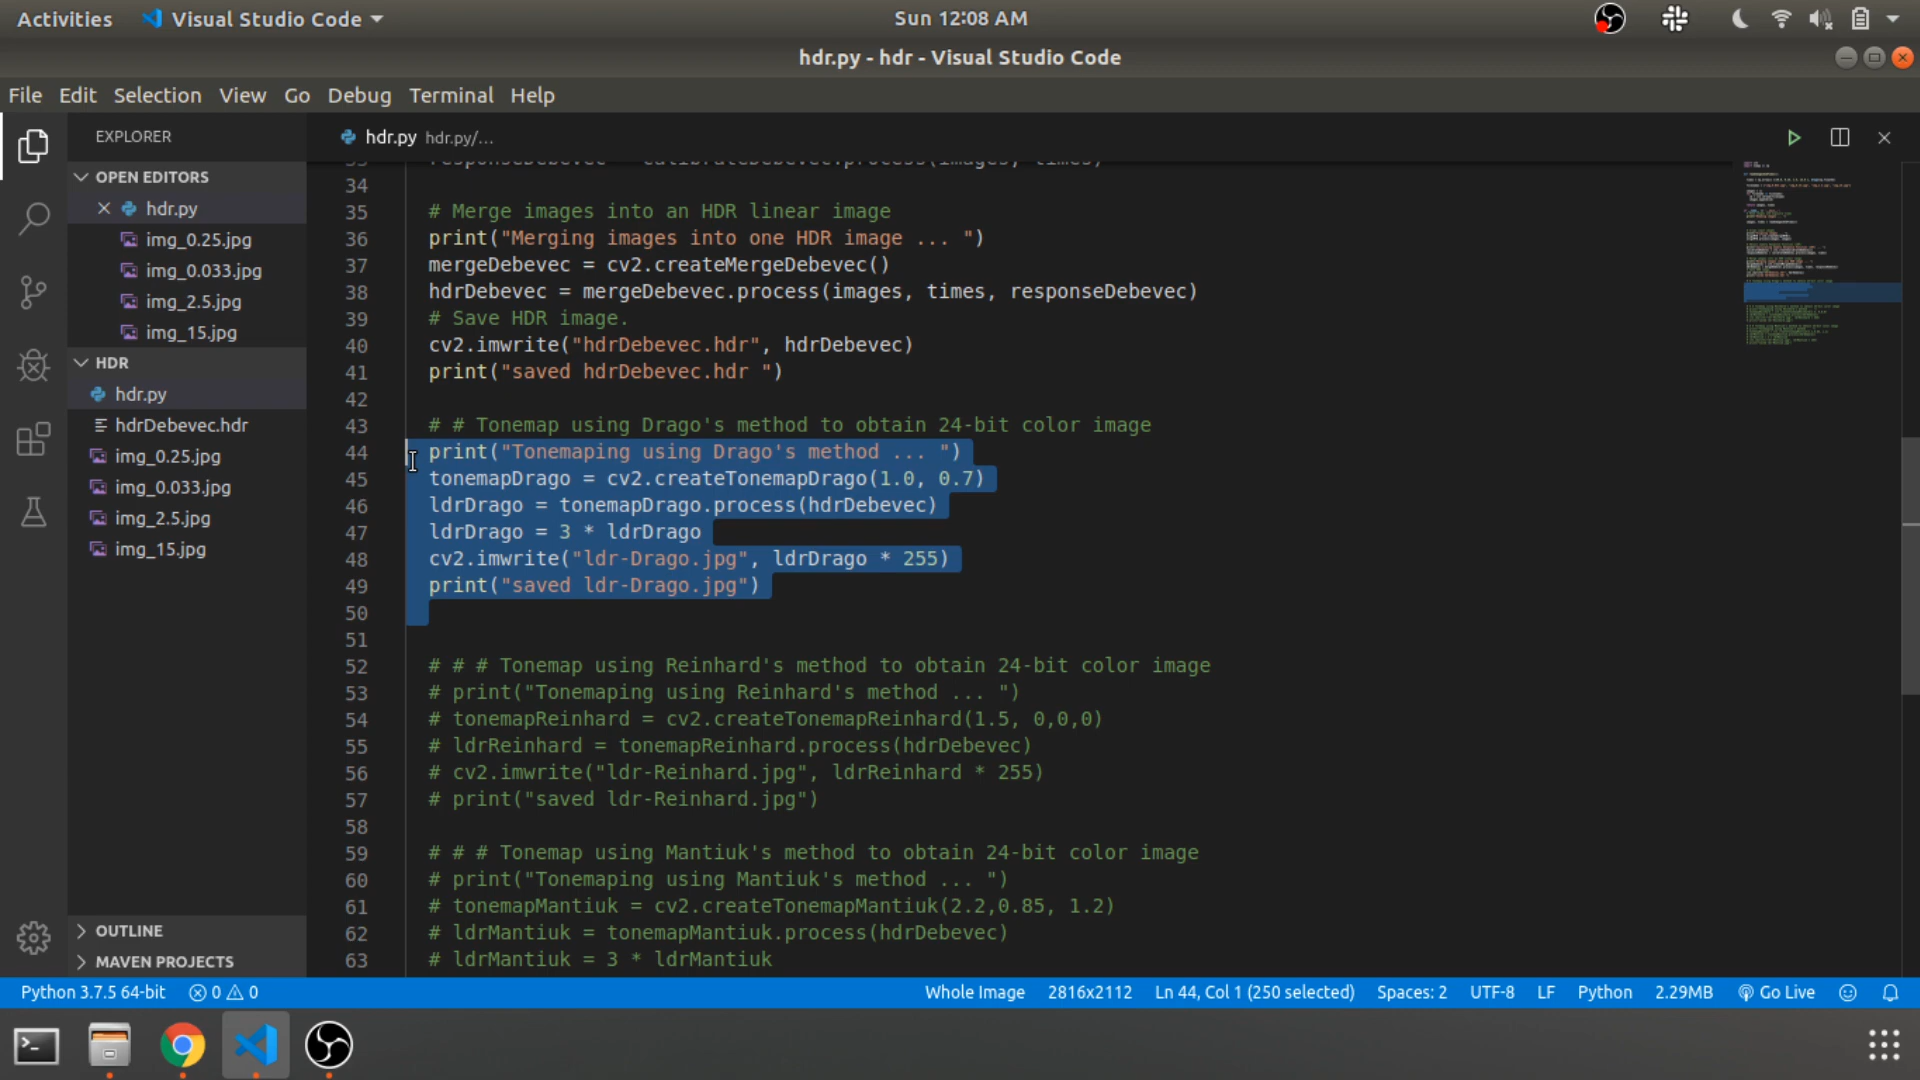 Activities
Visual Studio Code
Sun 12:08 AM
hdr.py - hdr - Visual Studio Code
File Edit Selection View Go Debug Terminal Help
EXPLORER
OPEN EDITORS
hdr.py
img_0.25.jpg
img_0.033.jpg
img_2.5.jpg
img_15.jpg
HDR
hdr.py
hdrDebevec.hdr
img_0.25.jpg
img_0.033.jpg
img_2.5.jpg
img_15.jpg
OUTLINE
MAVEN PROJECTS
hdr.py hdr.py/...
34
35 # Merge images into an HDR linear image
36 print("Merging images into one HDR image ... ")
37 mergeDebevec = cv2.createMergeDebevec()
38 hdrDebevec = mergeDebevec.process(images, times, responseDebevec)
39 # Save HDR image.
40 cv2.imwrite("hdrDebevec.hdr", hdrDebevec)
41 print("saved hdrDebevec.hdr ")
42
43 # # Tonemap using Drago's method to obtain 24-bit color image
44 print("Tonemaping using Drago's method ... ")
45 tonemapDrago = cv2.createTonemapDrago(1.0, 0.7)
46 ldrDrago = tonemapDrago.process(hdrDebevec)
47 ldrDrago = 3 * ldrDrago
48 cv2.imwrite("ldr-Drago.jpg", ldrDrago * 255)
49 print("saved ldr-Drago.jpg")
50
51
52 # # # Tonemap using Reinhard's method to obtain 24-bit color image
53 # print("Tonemaping using Reinhard's method ... ")
54 # tonemapReinhard = cv2.createTonemapReinhard(1.5, 0,0,0)
55 # ldrReinhard = tonemapReinhard.process(hdrDebevec)
56 # cv2.imwrite("ldr-Reinhard.jpg", ldrReinhard * 255)
57 # print("saved ldr-Reinhard.jpg")
58
59 # # # Tonemap using Mantiuk's method to obtain 24-bit color image
60 # print("Tonemaping using Mantiuk's method ... ")
61 # tonemapMantiuk = cv2.createTonemapMantiuk(2.2,0.85, 1.2)
62 # ldrMantiuk = tonemapMantiuk.process(hdrDebevec)
63 # ldrMantiuk = 3 * ldrMantiuk
Python 3.7.5 64-bit 0 0 Whole Image 2816x2112 Ln 44, Col 1 (250 selected) Spaces: 2 UTF-8 LF Python 2.29MB Go Live